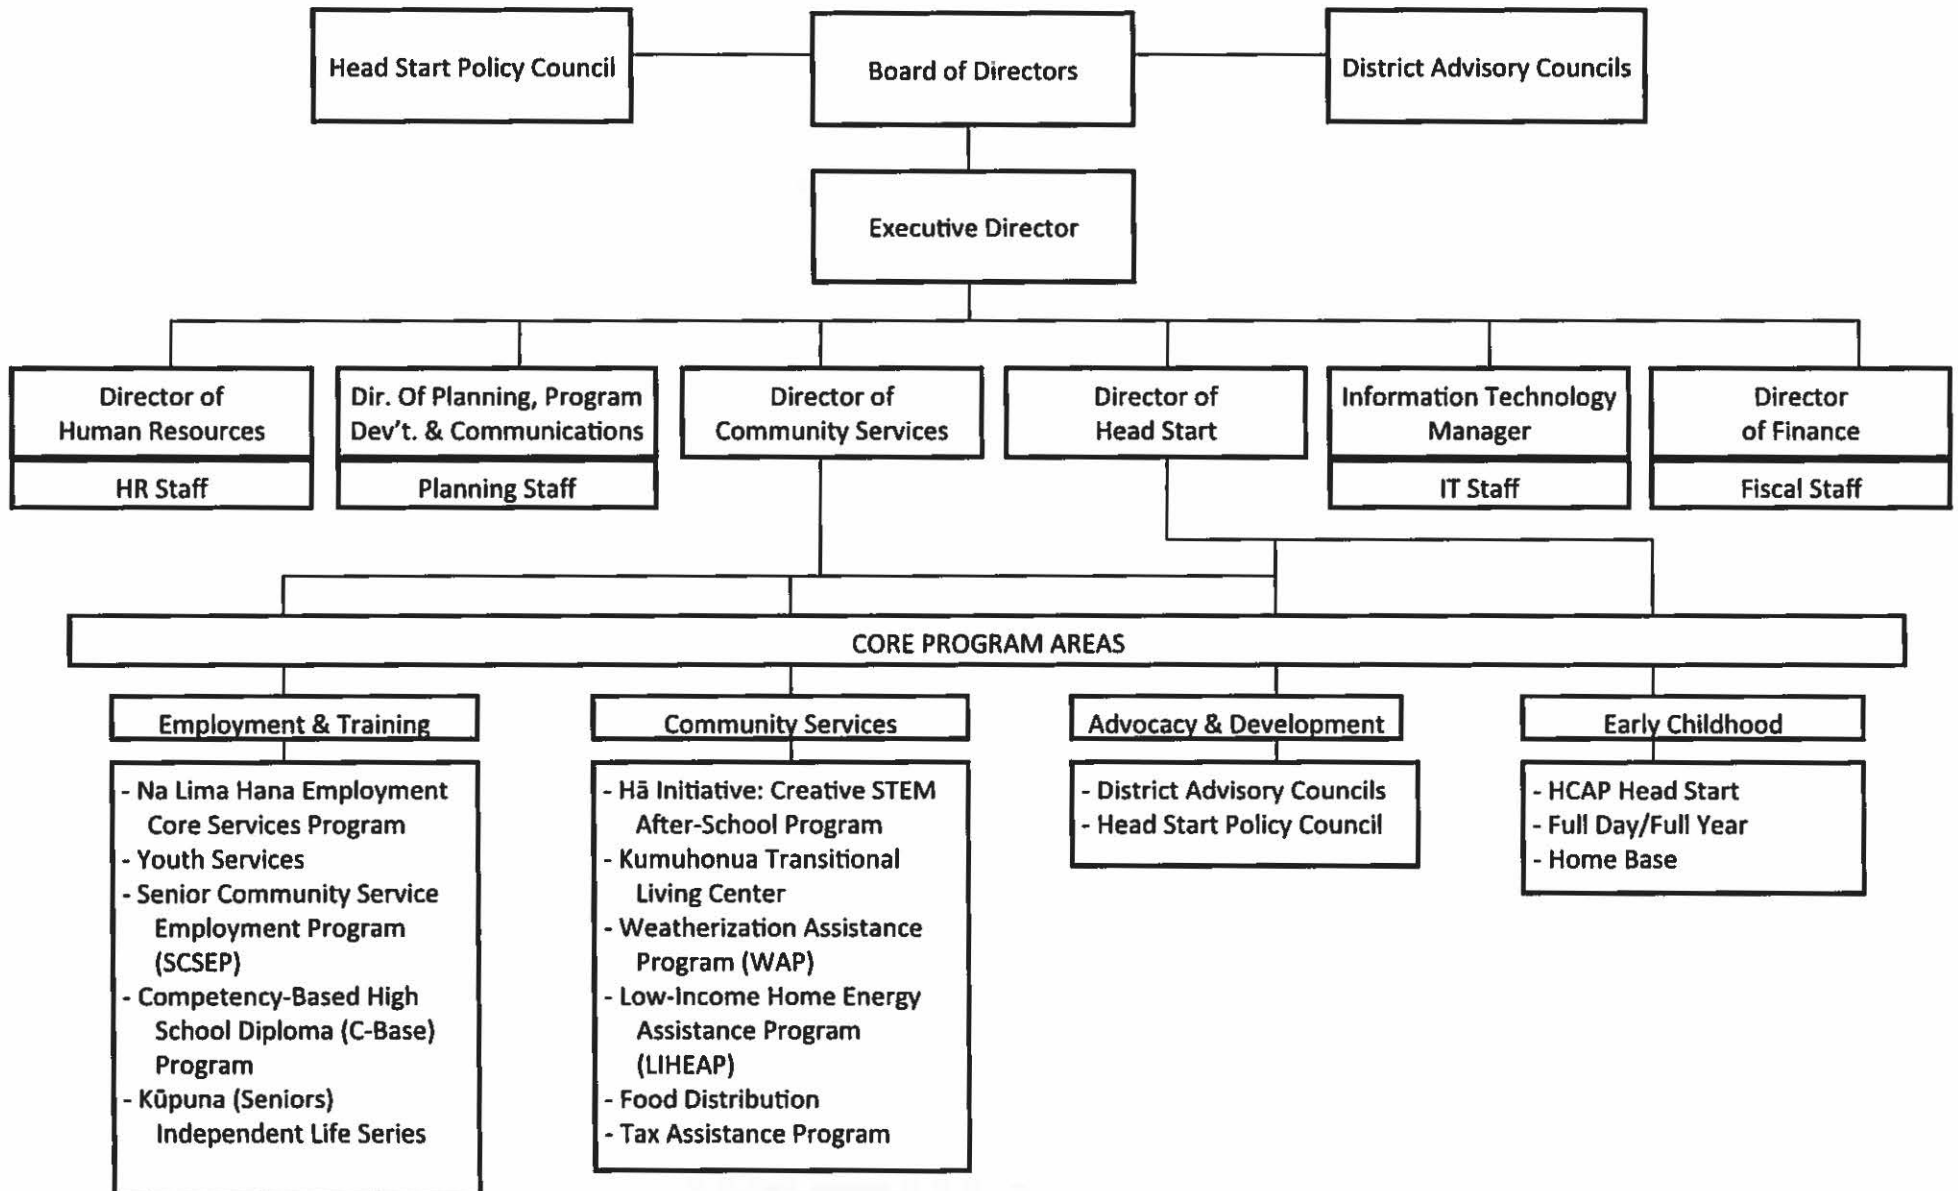 Head Start Policy Council
Board of Directors
District Advisory Councils
Executive Director
Director of
Human Resources
HR Staff
Dir. Of Planning, Program
Dev't. & Communications
Planning Staff
Director of
Community Services
Director of
Head Start
Information Technology
Manager
IT Staff
Director
of Finance
Fiscal Staff
CORE PROGRAM AREAS
Employment & Training
- Na Lima Hana Employment
Core Services Program
- Youth Services
- Senior Community Service
Employment Program
(SCSEP)
- Competency-Based High
School Diploma (C-Base)
Program
- Kūpuna (Seniors)
Independent Life Series
Community Services
- Hā Initiative: Creative STEM
After-School Program
- Kumuhonua Transitional
Living Center
- Weatherization Assistance
Program (WAP)
- Low-Income Home Energy
Assistance Program
(LIHEAP)
- Food Distribution
- Tax Assistance Program
Advocacy & Development
- District Advisory Councils
- Head Start Policy Council
Early Childhood
- HCAP Head Start
- Full Day/Full Year
- Home Base